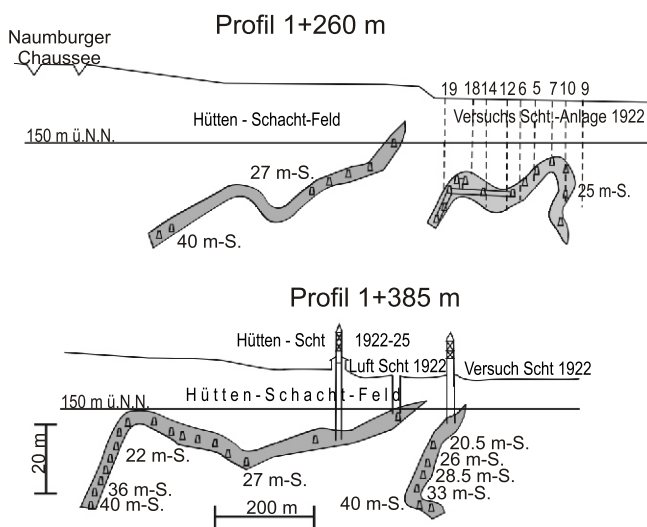 Profil 1+260 m
Naumburger
Chaussee
19 18 14 12 6 5 7 10 9
Hütten - Schacht-Feld
Versuchs Scht.-Anlage 1922
150 m ü.N.N.
27 m-S.
25 m-S.
40 m-S.
Profil 1+385 m
Hütten - Scht 1922-25
Luft Scht 1922
Versuch Scht 1922
Hütten-Schacht-Feld
150 m ü.N.N.
20 m
22 m-S.
20.5 m-S.
26 m-S.
27 m-S.
28.5 m-S.
36 m-S.
33 m-S.
40 m-S.
200 m
40 m-S.